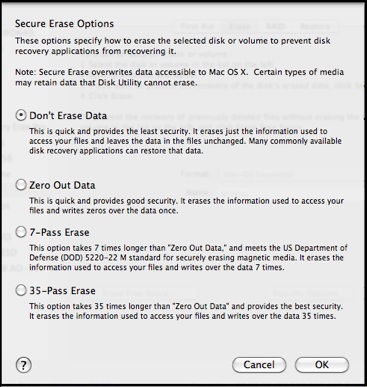 Secure Erase Options
These options specify how to erase the selected disk or volume to prevent disk
recovery applications from recovering it.
Note: Secure Erase overwrites data accessible to Mac OS X. Certain types of media
may retain data that Disk Utility cannot erase.
Don't Erase Data
This is quick and provides the least security. It erases just the information used to
access your files and leaves the data in the files unchanged. Many commonly available
disk recovery applications can restore that data.
Zero Out Data
This is quick and provides good security. It erases the information used to access your
files and writes zeros over the data once.
7-Pass Erase
This option takes 7 times longer than "Zero Out Data," and meets the US Department of
Defense (DOD) 5220-22 M standard for securely erasing magnetic media. It erases the
information used to access your files and writes over the data 7 times.
35-Pass Erase
This option takes 35 times longer than "Zero Out Data" and provides the best security.
It erases the information used to access your files and writes over the data 35 times.
?
Cancel
OK